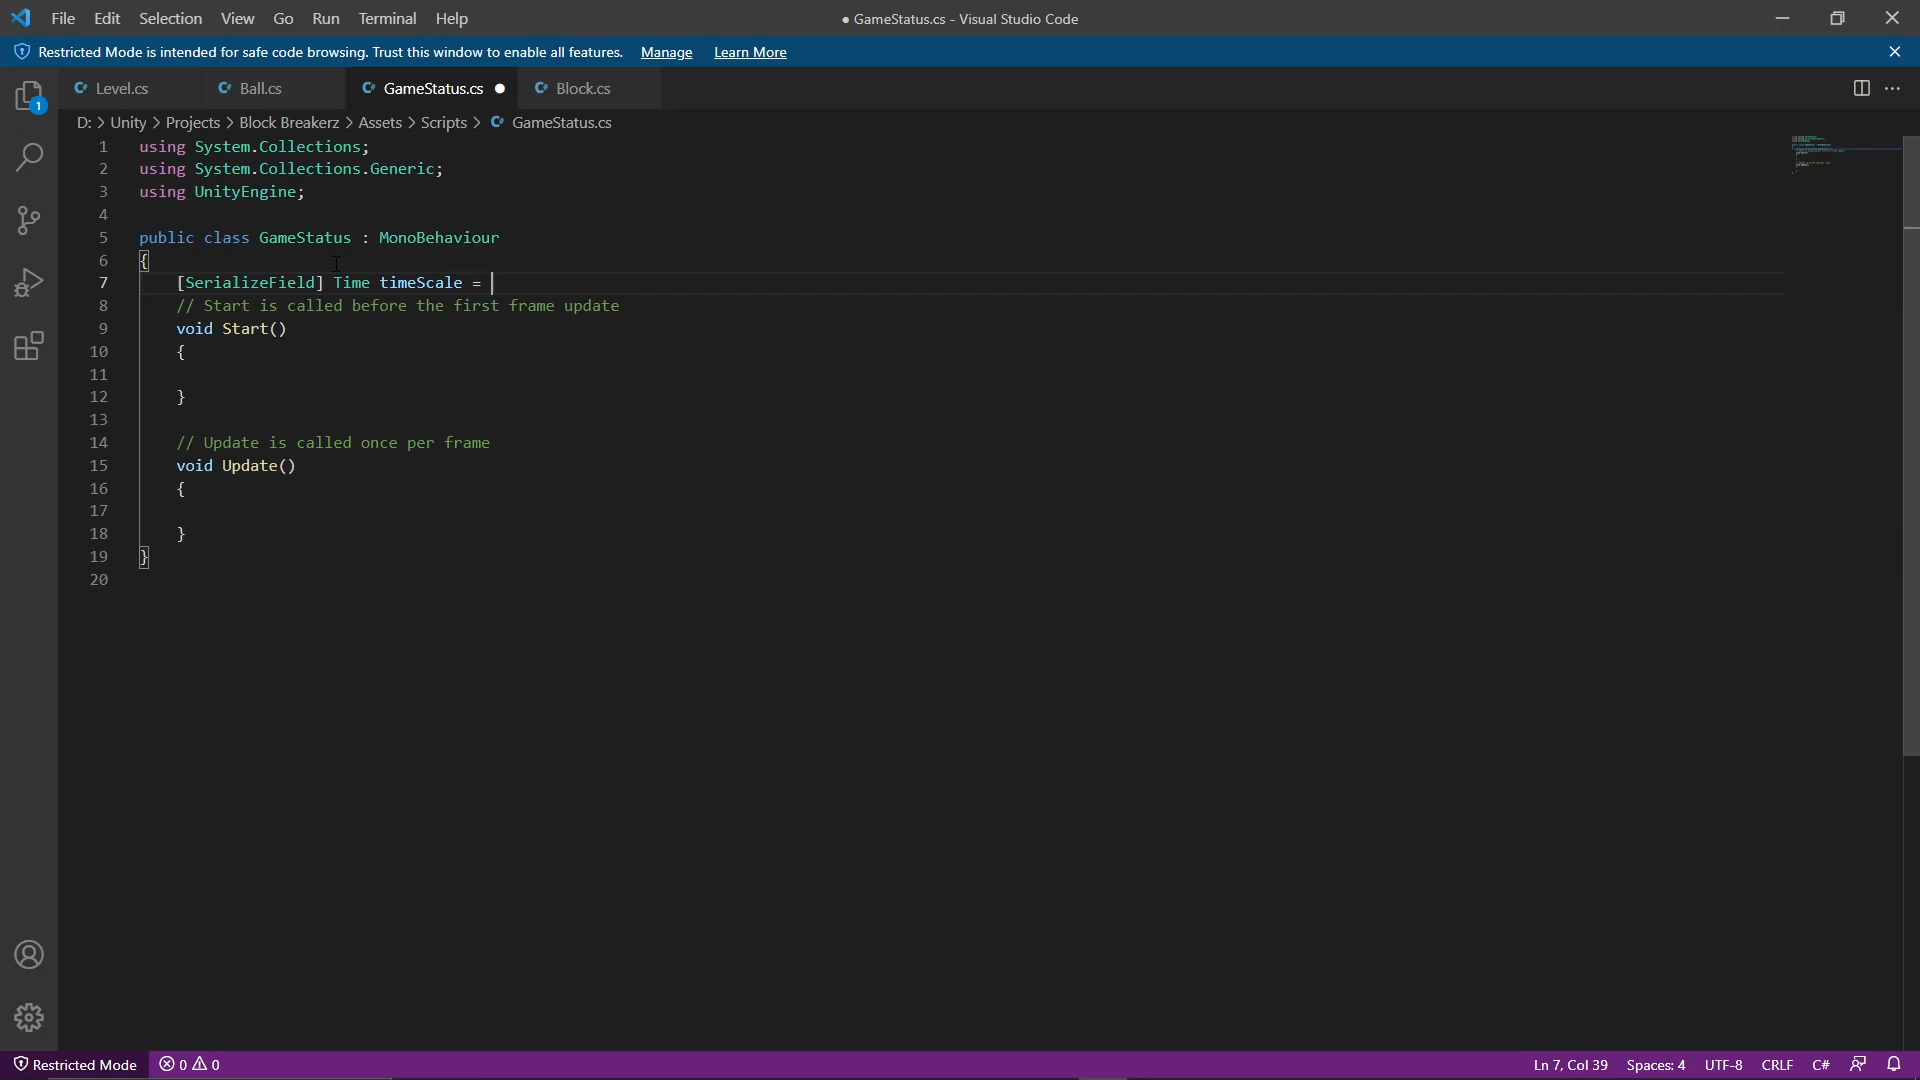 File Edit Selection View Go Run Terminal Help
● GameStatus.cs - Visual Studio Code
Restricted Mode is intended for safe code browsing. Trust this window to enable all features. Manage Learn More
Level.cs Ball.cs GameStatus.cs Block.cs
D: > Unity > Projects > Block Breakerz > Assets > Scripts > GameStatus.cs
1 using System.Collections;
2 using System.Collections.Generic;
3 using UnityEngine;
4
5 public class GameStatus : MonoBehaviour
6 {
7 [SerializeField] Time timeScale =
8 // Start is called before the first frame update
9 void Start()
10 {
11
12 }
13
14 // Update is called once per frame
15 void Update()
16 {
17
18 }
19 }
20
1
Restricted Mode 0 0 Ln 7, Col 39 Spaces: 4 UTF-8 CRLF C#